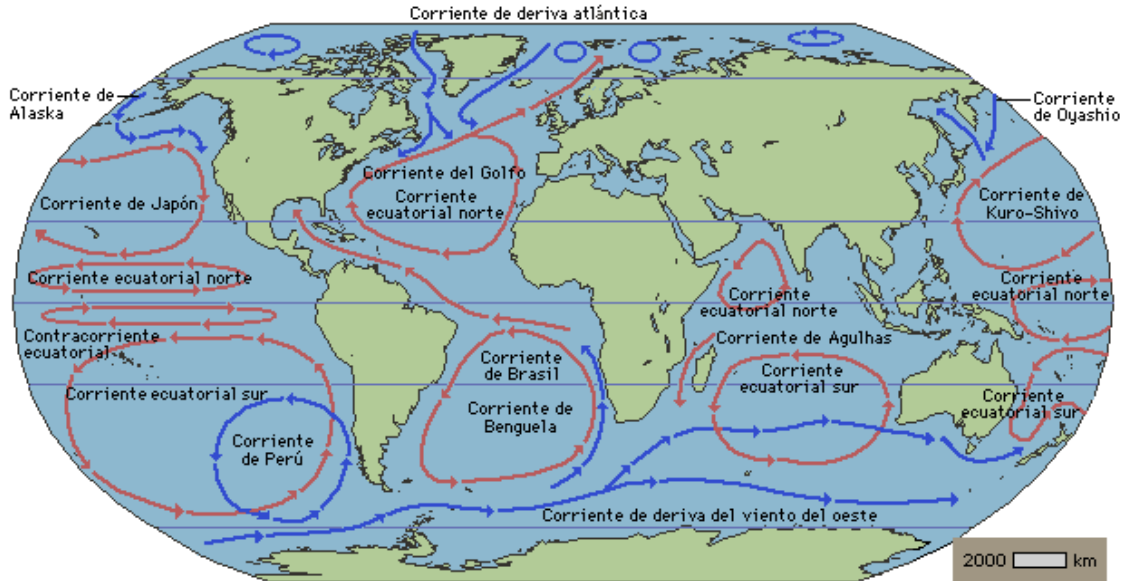 Corriente de deriva atlántica
Corriente de
Alaska
Corriente
de Oyashio
Corriente del Golfo
Corriente
ecuatorial norte
Corriente de Japón
Corriente de
Kuro-Shivo
Corriente ecuatorial norte
Corriente
ecuatorial norte
Corriente
ecuatorial norte
Contracorriente
ecuatorial
Corriente de Agulhas
Corriente
de Brasil
Corriente
ecuatorial sur
Corriente ecuatorial sur
Corriente
ecuatorial sur
Corriente de
Benguela
Corriente
de Perú
Corriente de deriva del viento del oeste
2000 km